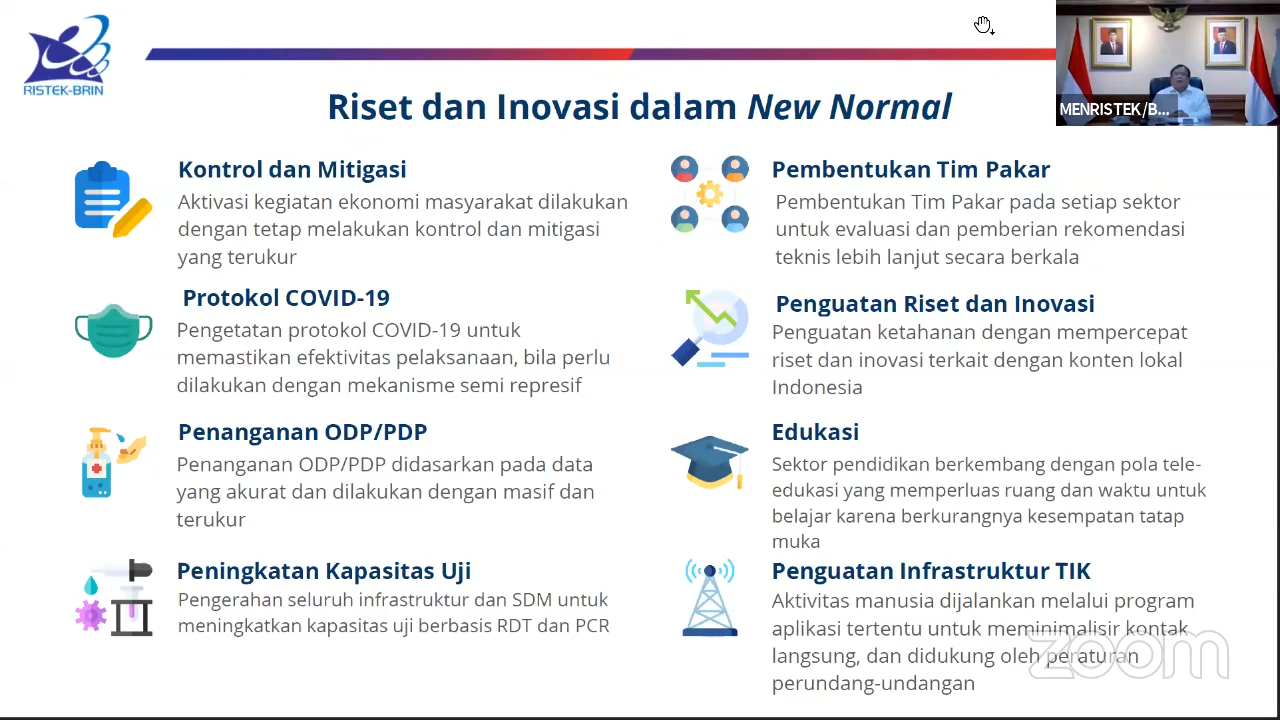 RISTEK-BRIN
MENRISTEK/B...
Riset dan Inovasi dalam New Normal
Kontrol dan Mitigasi
Aktivasi kegiatan ekonomi masyarakat dilakukan
dengan tetap melakukan kontrol dan mitigasi
yang terukur
Protokol COVID-19
Pengetatan protokol COVID-19 untuk
memastikan efektivitas pelaksanaan, bila perlu
dilakukan dengan mekanisme semi represif
Penanganan ODP/PDP
Penanganan ODP/PDP didasarkan pada data
yang akurat dan dilakukan dengan masif dan
terukur
Peningkatan Kapasitas Uji
Pengerahan seluruh infrastruktur dan SDM untuk
meningkatkan kapasitas uji berbasis RDT dan PCR
Pembentukan Tim Pakar
Pembentukan Tim Pakar pada setiap sektor
untuk evaluasi dan pemberian rekomendasi
teknis lebih lanjut secara berkala
Penguatan Riset dan Inovasi
Penguatan ketahanan dengan mempercepat
riset dan inovasi terkait dengan konten lokal
Indonesia
Edukasi
Sektor pendidikan berkembang dengan pola tele-
edukasi yang memperluas ruang dan waktu untuk
belajar karena berkurangnya kesempatan tatap
muka
Penguatan Infrastruktur TIK
Aktivitas manusia dijalankan melalui program
aplikasi tertentu untuk meminimalisir kontak
langsung, dan didukung oleh peraturan
perundang-undangan
zoom